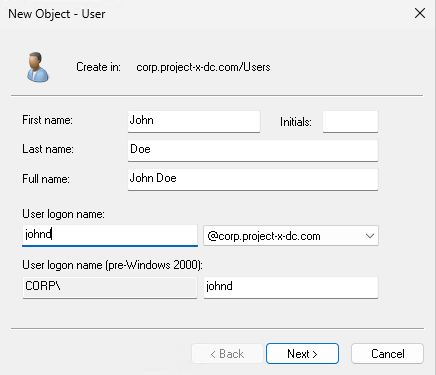 New Object - User
Create in: corp.project-x-dc.com/Users
First name: John Initials:
Last name: Doe
Full name: John Doe
User logon name:
johnd @corp.project-x-dc.com
User logon name (pre-Windows 2000):
CORP\ johnd
< Back Next > Cancel